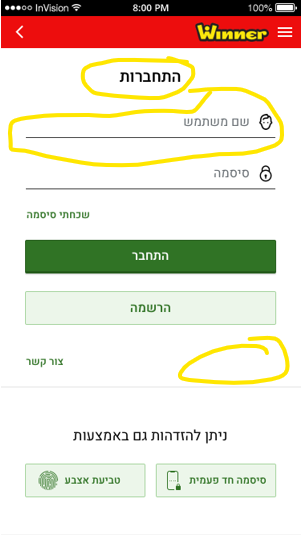 InVision 8:00 PM 100%
Winner
התחברות
שם משתמש
סיסמה
שכחתי סיסמה
התחבר
הרשמה
צור קשר
ניתן להזדהות גם באמצעות
סיסמה חד פעמית
טביעת אצבע